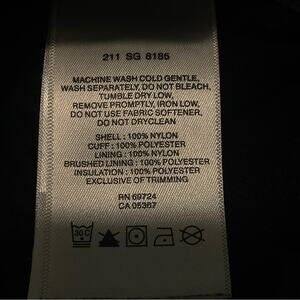 211 SG 8186
MACHINE WASH COLD GENTLE,
WASH SEPARATELY, DO NOT BLEACH,
TUMBLE DRY LOW,
REMOVE PROMPTLY, IRON LOW,
DO NOT USE FABRIC SOFTENER,
DO NOT DRYCLEAN
SHELL : 100% NYLON
CUFF : 100% POLYESTER
LINING : 100% NYLON
BRUSHED LINING : 100% POLYESTER
INSULATION : 100% POLYESTER
EXCLUSIVE OF TRIMMING
RN 69724
CA 05367
30C